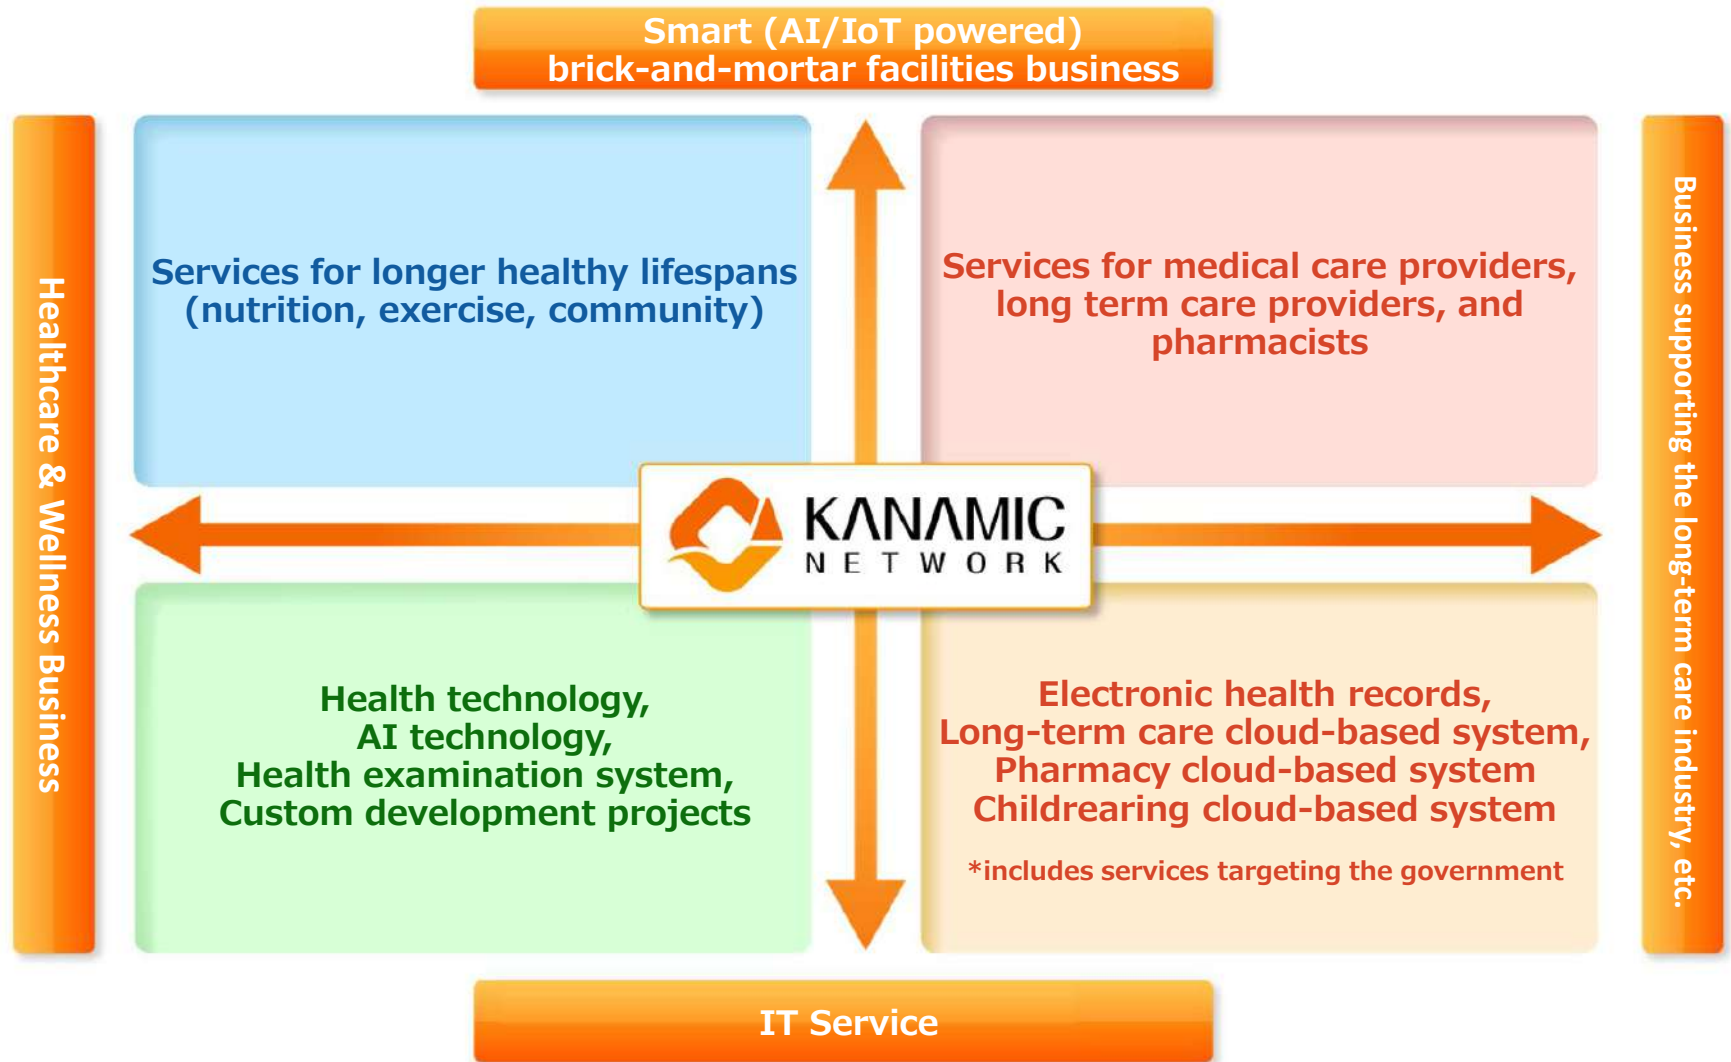 Smart (AI/IoT powered)
brick-and-mortar facilities business
Healthcare & Wellness Business
Services for longer healthy lifespans
(nutrition, exercise, community)
Services for medical care providers,
long term care providers, and
pharmacists
Business supporting the long-term care industry, etc.
KANAMIC
NETWORK
Health technology,
AI technology,
Health examination system,
Custom development projects
Electronic health records,
Long-term care cloud-based system,
Pharmacy cloud-based system
Childrearing cloud-based system
*includes services targeting the government
IT Service